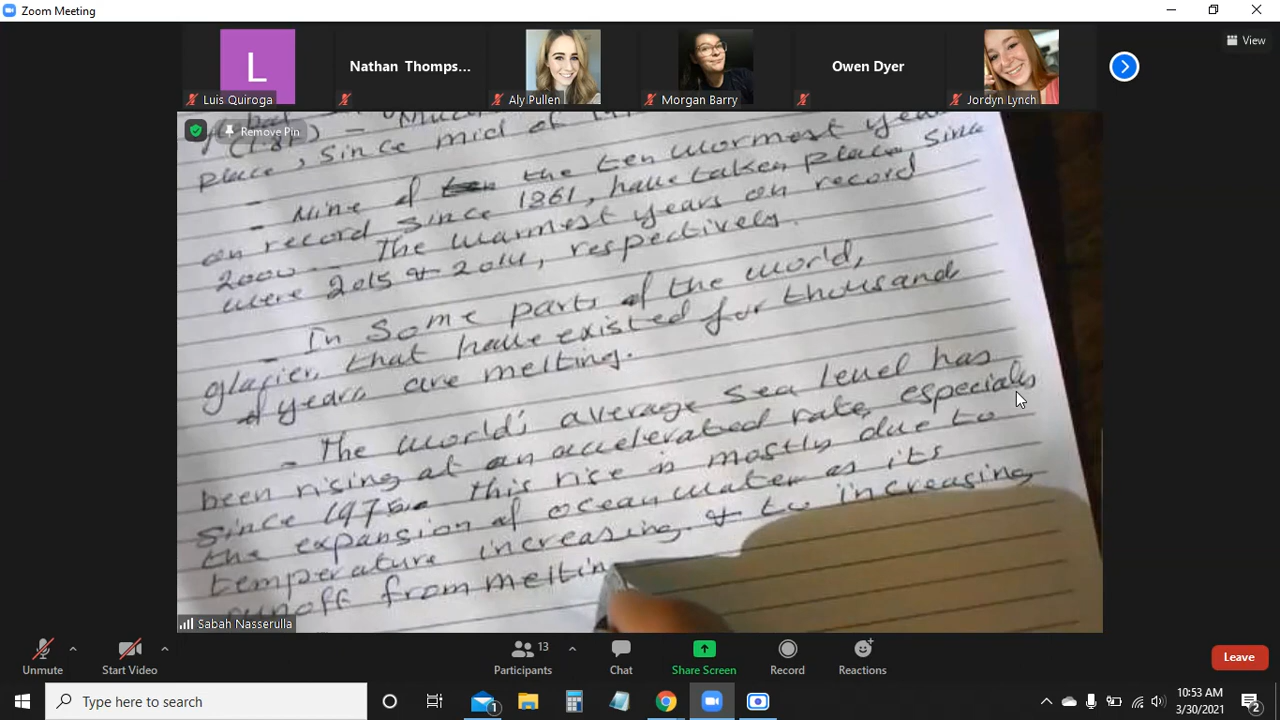 Zoom Meeting
L
Luis Quiroga
Nathan Thomps...
Aly Pullen
Morgan Barry
Owen Dyer
Jordyn Lynch
View
Remove Pin
(1.8f) -
place, since mid of
- Nine of the ten warmest years
on record since 1861, have taken place since
2000. The warmest years on record
were 2015 & 2014, respectively.
- In Some parts of the world,
glacier, that have existed for thousand
of years are melting.
- The world's average sea level has
been rising at an accelerated rate, especially
since 1975. this rise is mostly due to
the expansion of ocean water as its
temperature increasing. & to increasing
runoff from meltin
Sabah Nasserulla
Unmute
Start Video
13
Participants
Chat
Share Screen
Record
Reactions
Leave
Type here to search
1
10:53 AM
3/30/2021
2